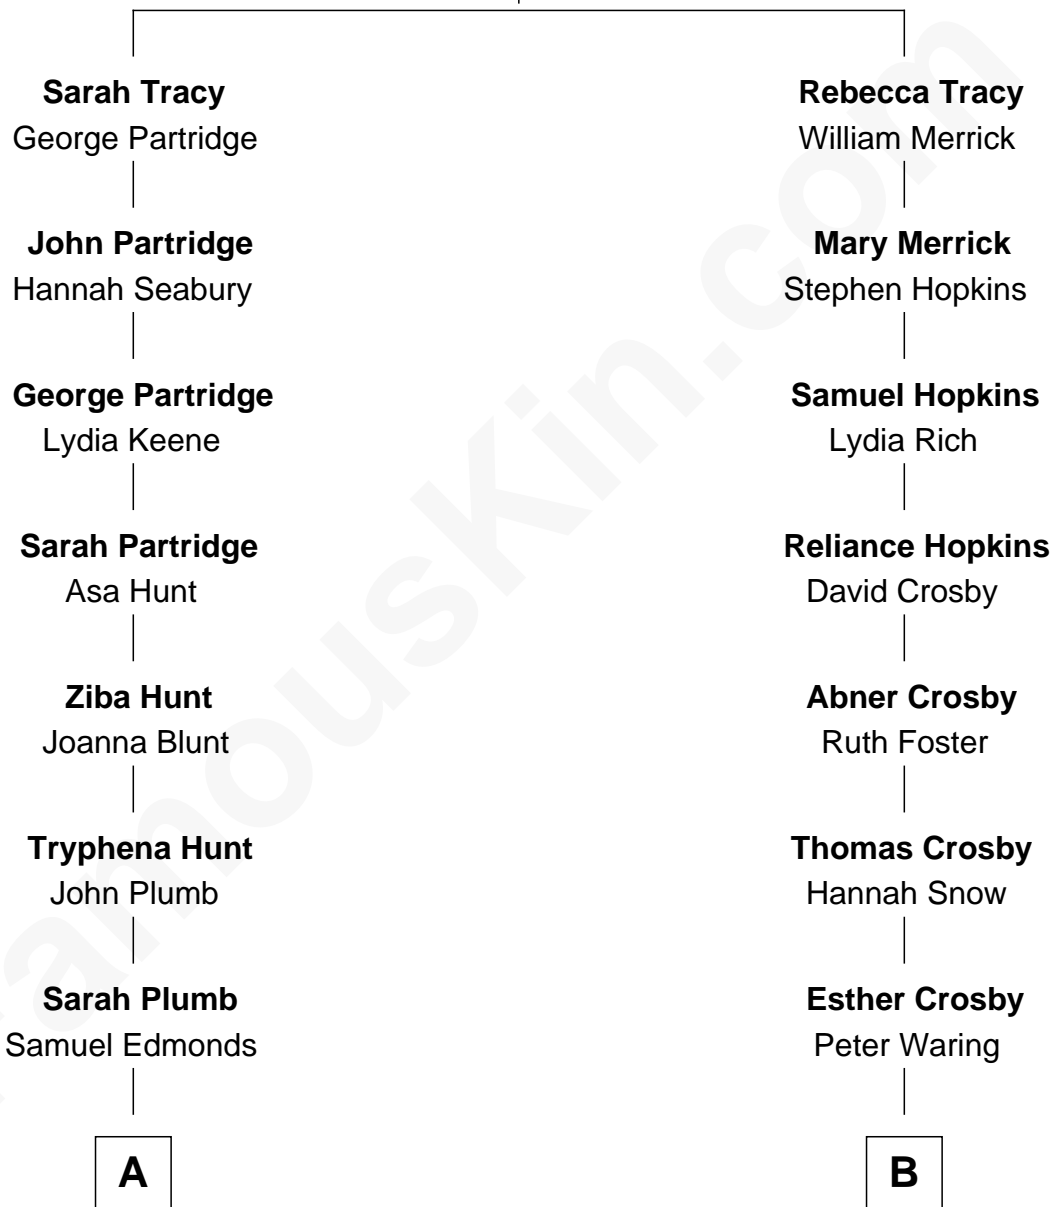 Sarah Tracy
George Partridge
John Partridge
Hannah Seabury
George Partridge
Lydia Keene
Sarah Partridge
Asa Hunt
Ziba Hunt
Joanna Blunt
Tryphena Hunt
John Plumb
Sarah Plumb
Samuel Edmonds
A
Rebecca Tracy
William Merrick
Mary Merrick
Stephen Hopkins
Samuel Hopkins
Lydia Rich
Reliance Hopkins
David Crosby
Abner Crosby
Ruth Foster
Thomas Crosby
Hannah Snow
Esther Crosby
Peter Waring
B
FamousKin.com